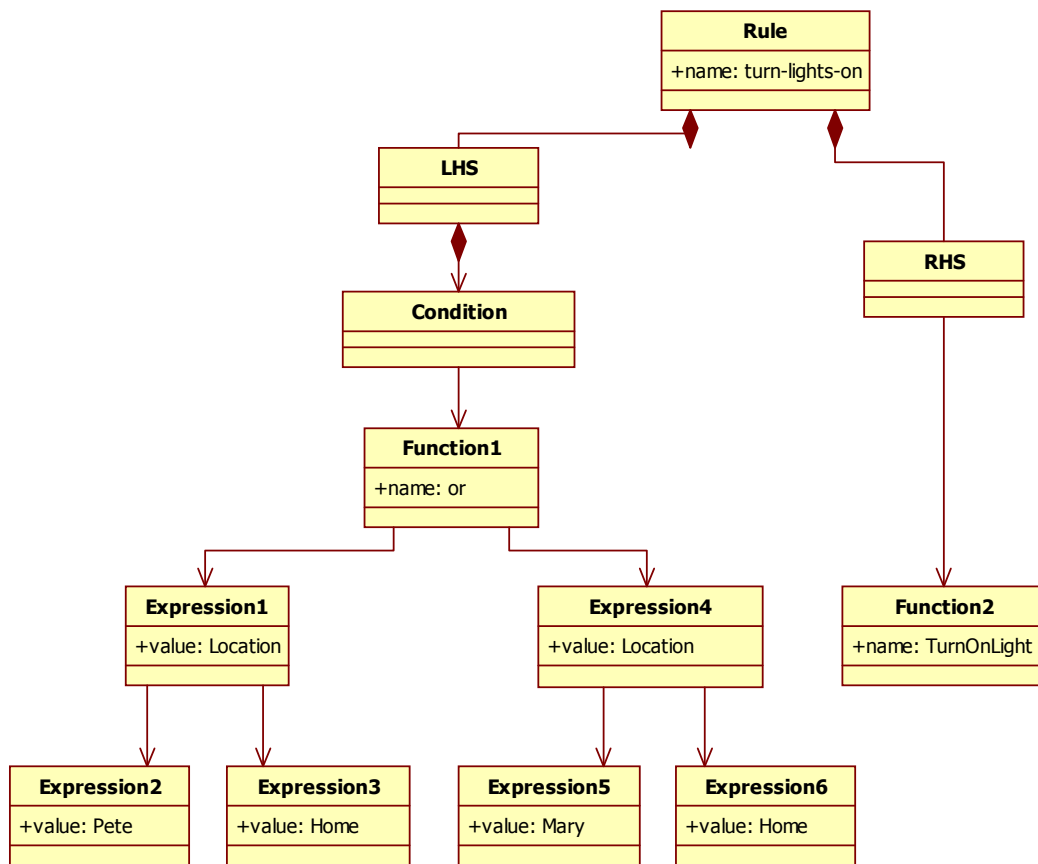 Rule
+name: turn-lights-on
LHS
RHS
Condition
Function1
+name: or
Expression1
+value: Location
Expression4
+value: Location
Function2
+name: TurnOnLight
Expression2
+value: Pete
Expression3
+value: Home
Expression5
+value: Mary
Expression6
+value: Home